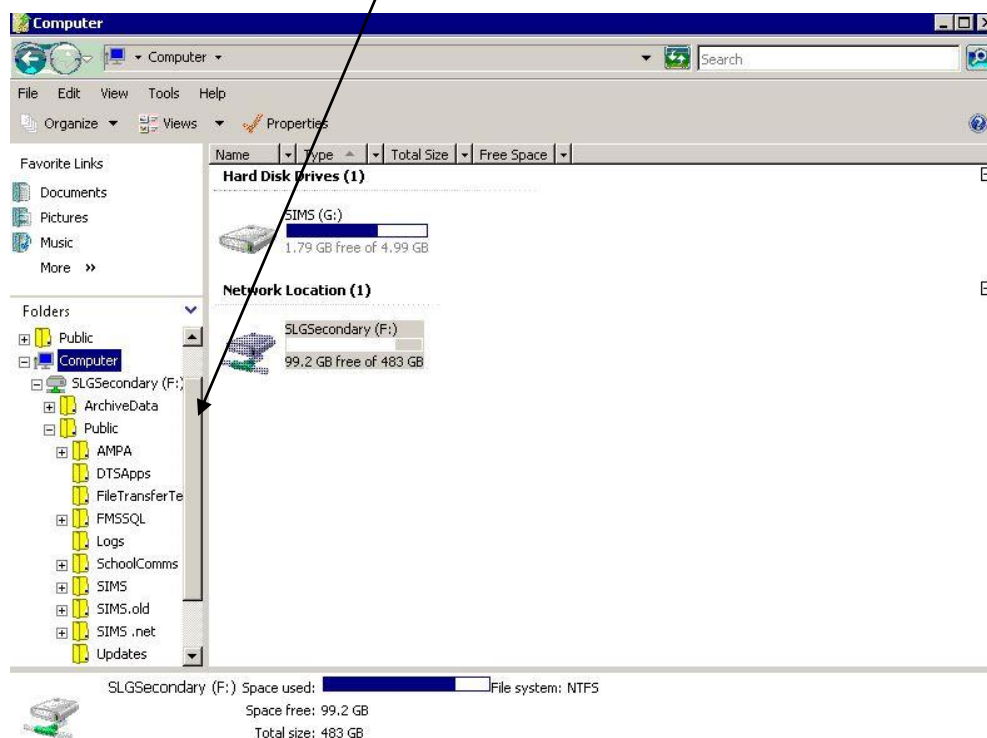 Computer
Computer
Search
File Edit View Tools Help
Organize Views Properties
Favorite Links
Documents
Pictures
Music
More »
Folders
Public
Computer
SLGSecondary (F:)
ArchiveData
Public
AMPA
DTSApps
FileTransferTe
FMSSQL
Logs
SchoolComms
SIMS
SIMS.old
SIMS .net
Updates
Name Type Total Size Free Space
Hard Disk Drives (1)
SIMS (G:)
1.79 GB free of 4.99 GB
Network Location (1)
SLGSecondary (F:)
99.2 GB free of 483 GB
SLGSecondary (F:) Space used: File system: NTFS
Space free: 99.2 GB
Total size: 483 GB